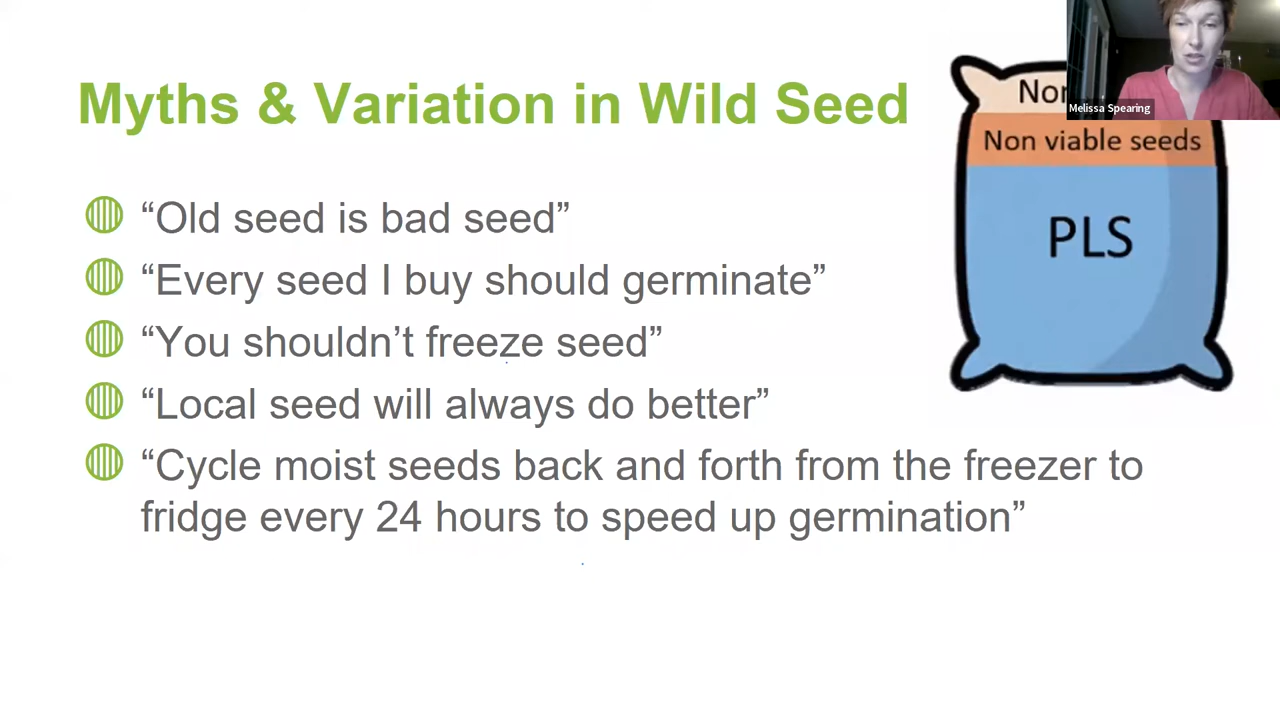 Myths & Variation in Wild Seed
“Old seed is bad seed”
“Every seed I buy should germinate”
“You shouldn’t freeze seed”
“Local seed will always do better”
“Cycle moist seeds back and forth from the freezer to
fridge every 24 hours to speed up germination”
Melissa Spearing
Non viable seeds
PLS